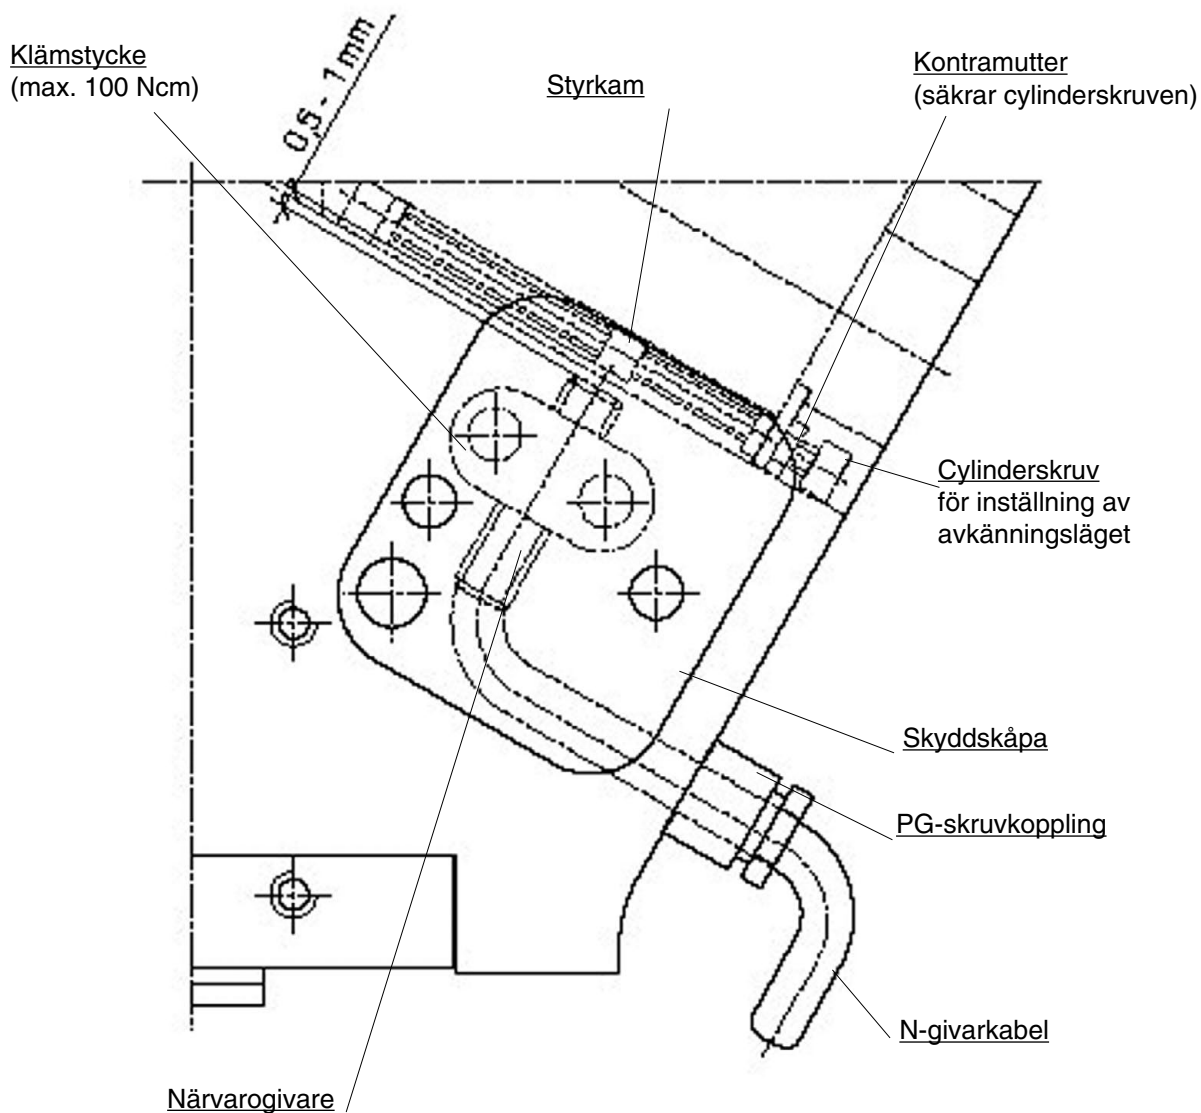 Klämstycke
(max. 100 Ncm)
0,6 - 1mm
Styrkam
Kontramutter
(säkrar cylinderskruven)
Cylinderskruv
för inställning av
avkänningsläget
Skyddskåpa
PG-skruvkoppling
N-givarkabel
Närvarogivare